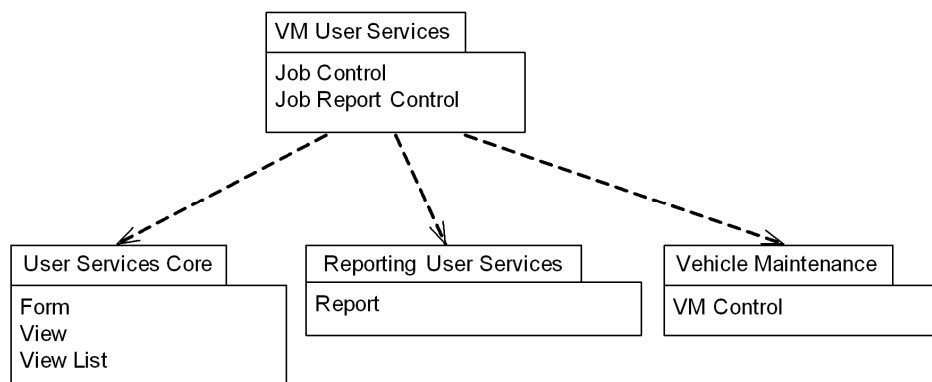 VM User Services
Job Control
Job Report Control
User Services Core
Form
View
View List
Reporting User Services
Report
Vehicle Maintenance
VM Control